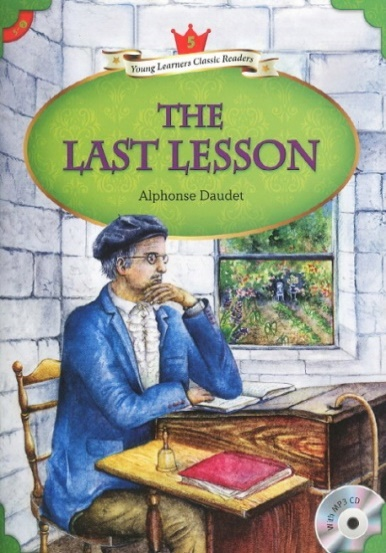 5
Young Learners Classic Readers
THE
LAST LESSON
Alphonse Daudet
With MP3 CD